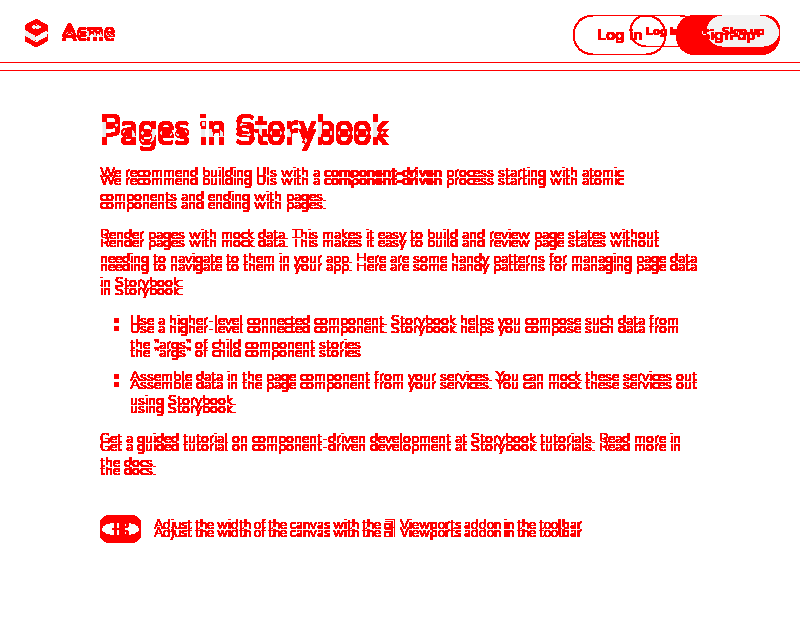 Acme
Log in Log in Sign up Sign up
Pages in Storybook
We recommend building UIs with a component-driven process starting with atomic
components and ending with pages.
Render pages with mock data. This makes it easy to build and review page states without
needing to navigate to them in your app. Here are some handy patterns for managing page data
in Storybook:
Use a higher-level connected component. Storybook helps you compose such data from
the "args" of child component stories
Assemble data in the page component from your services. You can mock these services out
using Storybook.
Get a guided tutorial on component-driven development at Storybook tutorials. Read more in
the docs.
Adjust the width of the canvas with the Viewports addon in the toolbar